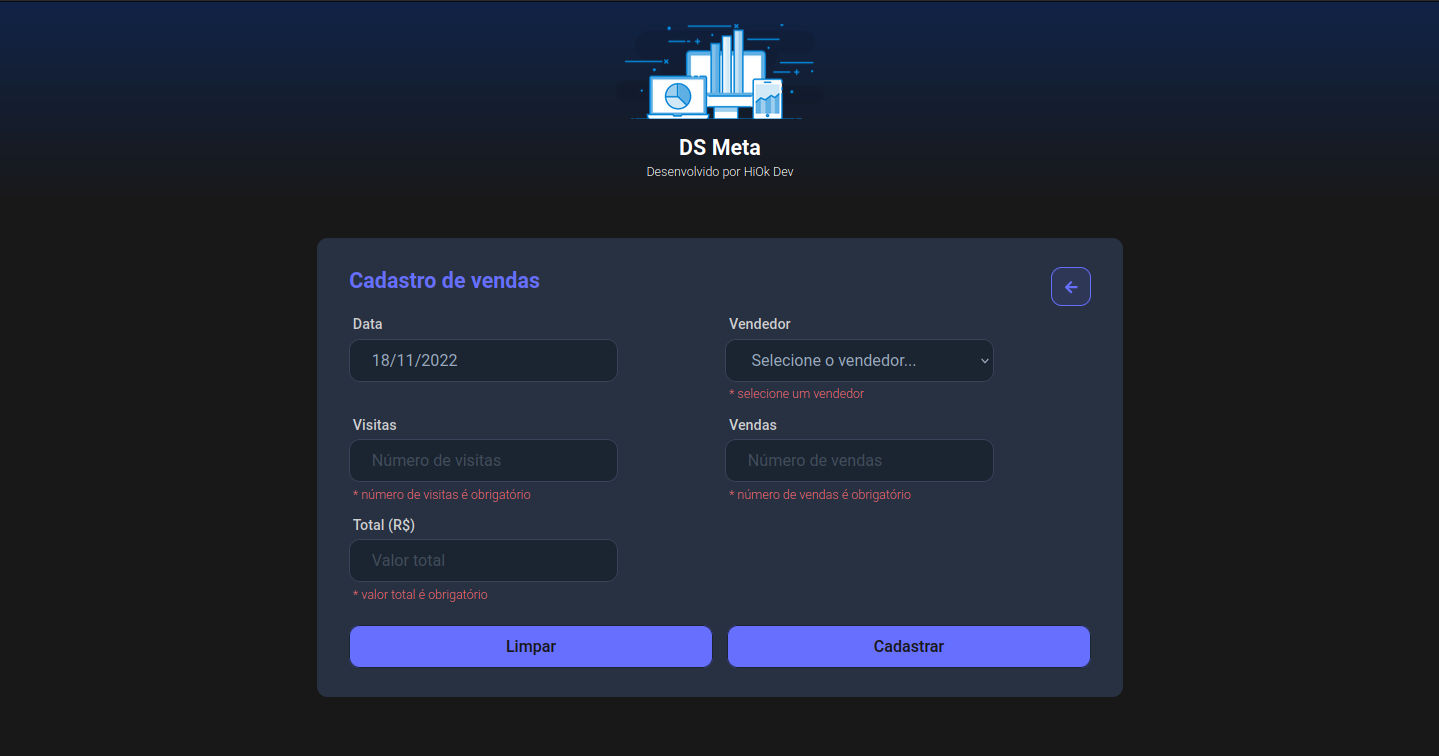 DS Meta
Desenvolvido por HiOk Dev
Cadastro de vendas
Data
Vendedor
18/11/2022
Selecione o vendedor...
* selecione um vendedor
Visitas
Vendas
Número de visitas
Número de vendas
* número de visitas é obrigatório
* número de vendas é obrigatório
Total (R$)
Valor total
* valor total é obrigatório
Limpar
Cadastrar